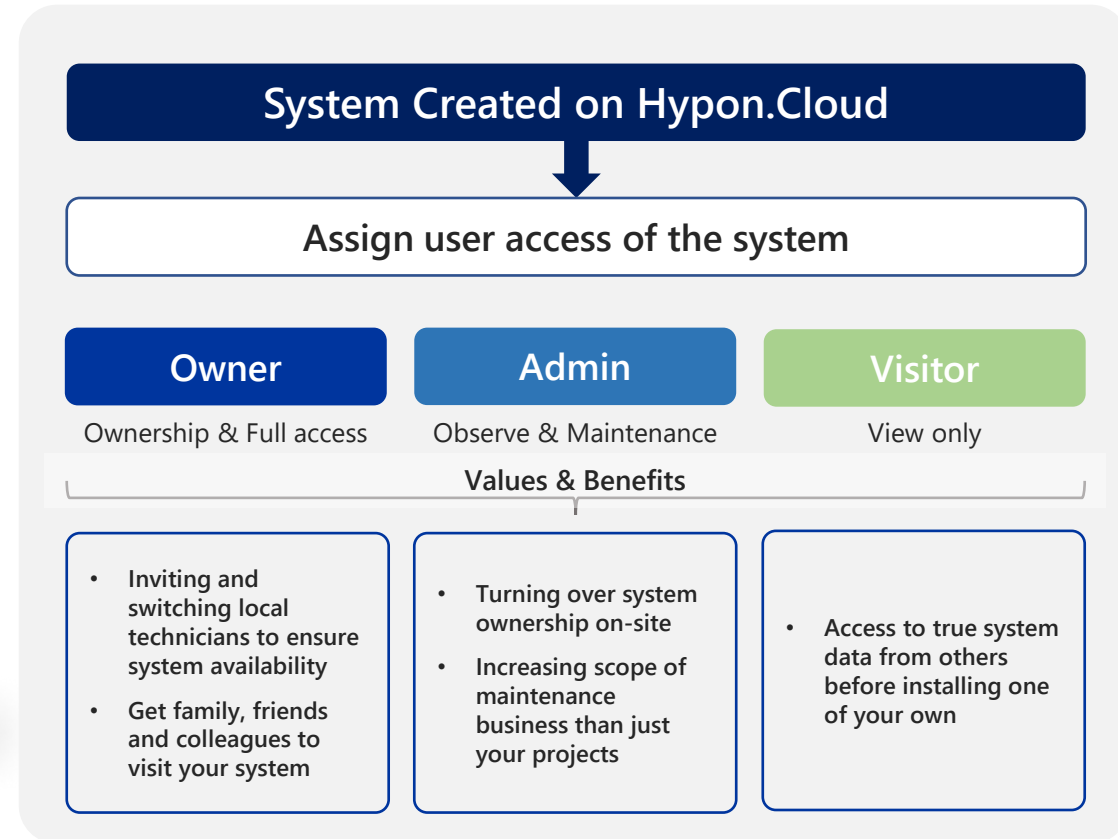 System Created on Hypon.Cloud
Assign user access of the system
Owner
Ownership & Full access
Admin
Observe & Maintenance
Visitor
View only
Values & Benefits
• Inviting and
switching local
technicians to ensure
system availability
• Get family, friends
and colleagues to
visit your system
• Turning over system
ownership on-site
• Increasing scope of
maintenance
business than just
your projects
• Access to true system
data from others
before installing one
of your own